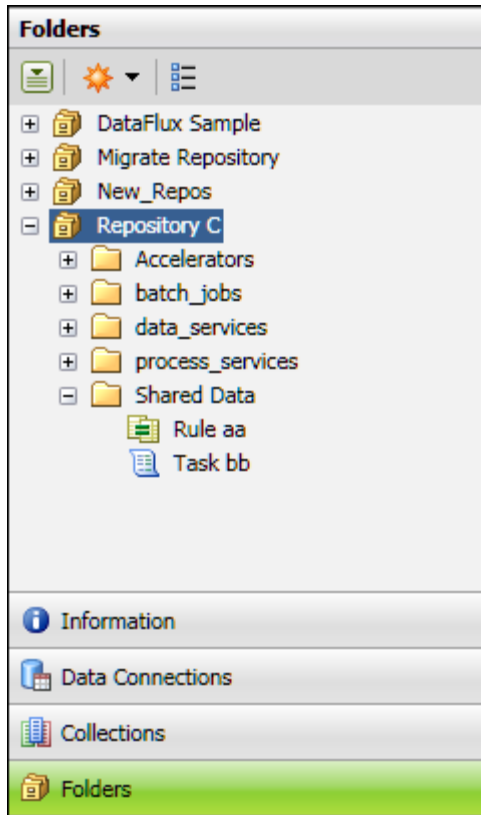 Folders
DataFlux Sample
Migrate Repository
New_Repos
Repository C
Accelerators
batch_jobs
data_services
process_services
Shared Data
Rule aa
Task bb
Information
Data Connections
Collections
Folders